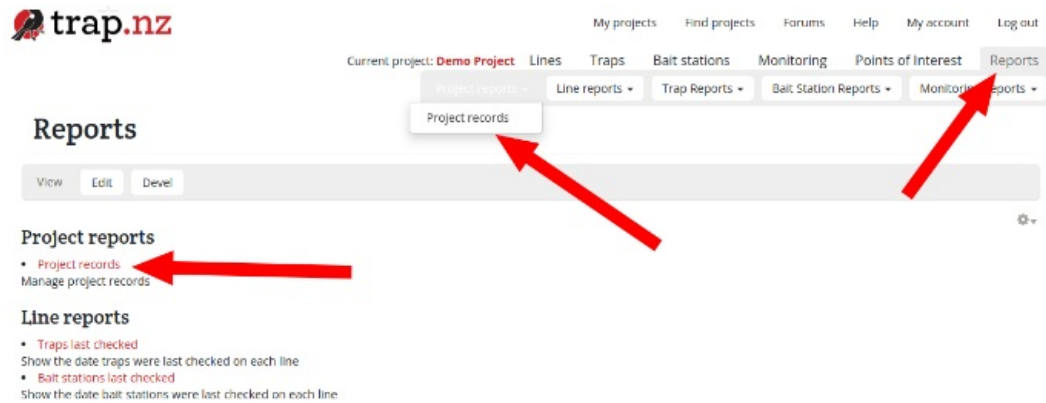 trap.nz
My projects Find projects Forums Help My account Log out
Current project: Demo Project Lines Traps Bait stations Monitoring Points of Interest Reports
Project reports Line reports Trap Reports Bait Station Reports Monitoring Reports
Project records
Reports
View Edit Devel
Project reports
• Project records
Manage project records
Line reports
• Traps last checked
Show the date traps were last checked on each line
• Bait stations last checked
Show the date bait stations were last checked on each line